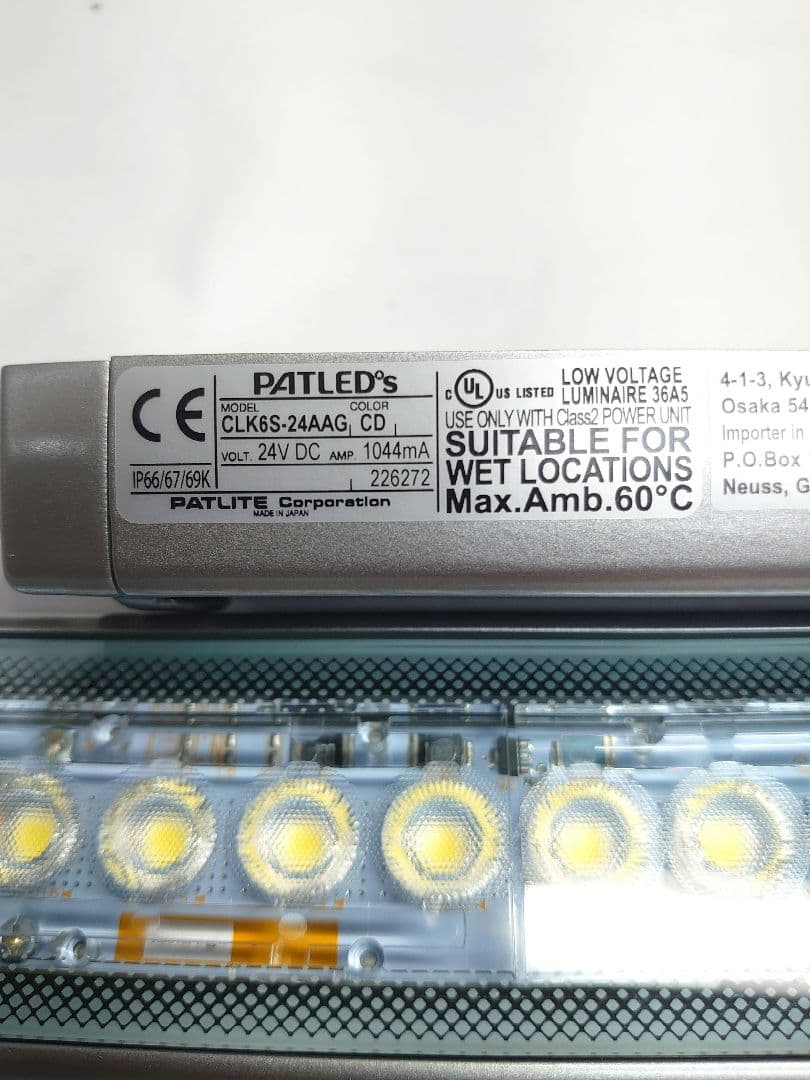 CE
IP66/67/69K
PATLED's
MODEL COLOR
CLK6S-24AAG CD
VOLT. 24V DC AMP. 1044mA
226272
PATLITE Corporation
MADE IN JAPAN
C UL US LISTED
LOW VOLTAGE
LUMINAIRE 36A5
USE ONLY WITH Class2 POWER UNIT
SUITABLE FOR
WET LOCATIONS
Max.Amb.60°C
4-1-3, Kyu
Osaka 54
Importer in
P.O.Box
Neuss, G